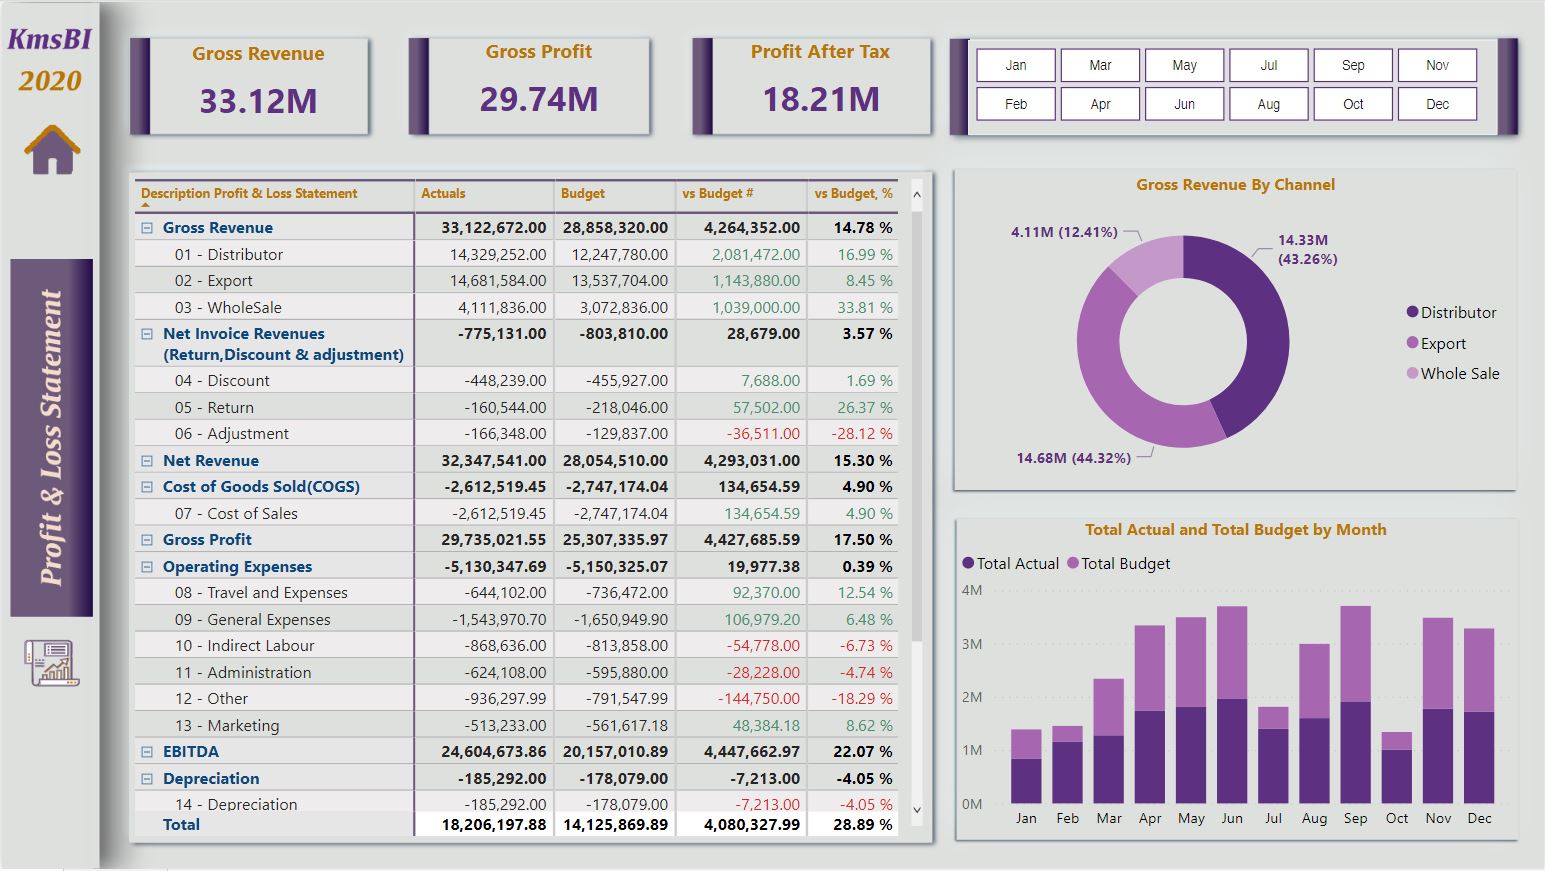 KmsBI
2020
Profit & Loss Statement
Gross Revenue
33.12M
Gross Profit
29.74M
Profit After Tax
18.21M
Jan Mar May Jul Sep Nov
Feb Apr Jun Aug Oct Dec
Description Profit & Loss Statement Actuals Budget vs Budget # vs Budget, %
Gross Revenue 33,122,672.00 28,858,320.00 4,264,352.00 14.78 %
01 - Distributor 14,329,252.00 12,247,780.00 2,081,472.00 16.99 %
02 - Export 14,681,584.00 13,537,704.00 1,143,880.00 8.45 %
03 - WholeSale 4,111,836.00 3,072,836.00 1,039,000.00 33.81 %
Net Invoice Revenues -775,131.00 -803,810.00 28,679.00 3.57 %
(Return,Discount & adjustment)
04 - Discount -448,239.00 -455,927.00 7,688.00 1.69 %
05 - Return -160,544.00 -218,046.00 57,502.00 26.37 %
06 - Adjustment -166,348.00 -129,837.00 -36,511.00 -28.12 %
Net Revenue 32,347,541.00 28,054,510.00 4,293,031.00 15.30 %
Cost of Goods Sold(COGS) -2,612,519.45 -2,747,174.04 134,654.59 4.90 %
07 - Cost of Sales -2,612,519.45 -2,747,174.04 134,654.59 4.90 %
Gross Profit 29,735,021.55 25,307,335.97 4,427,685.59 17.50 %
Operating Expenses -5,130,347.69 -5,150,325.07 19,977.38 0.39 %
08 - Travel and Expenses -644,102.00 -736,472.00 92,370.00 12.54 %
09 - General Expenses -1,543,970.70 -1,650,949.90 106,979.20 6.48 %
10 - Indirect Labour -868,636.00 -813,858.00 -54,778.00 -6.73 %
11 - Administration -624,108.00 -595,880.00 -28,228.00 -4.74 %
12 - Other -936,297.99 -791,547.99 -144,750.00 -18.29 %
13 - Marketing -513,233.00 -561,617.18 48,384.18 8.62 %
EBITDA 24,604,673.86 20,157,010.89 4,447,662.97 22.07 %
Depreciation -185,292.00 -178,079.00 -7,213.00 -4.05 %
14 - Depreciation -185,292.00 -178,079.00 -7,213.00 -4.05 %
Total 18,206,197.88 14,125,869.89 4,080,327.99 28.89 %
Gross Revenue By Channel
4.11M (12.41%)
14.33M
(43.26%)
14.68M (44.32%)
Distributor
Export
Whole Sale
Total Actual and Total Budget by Month
Total Actual Total Budget
4M
3M
2M
1M
0M
Jan Feb Mar Apr May Jun Jul Aug Sep Oct Nov Dec